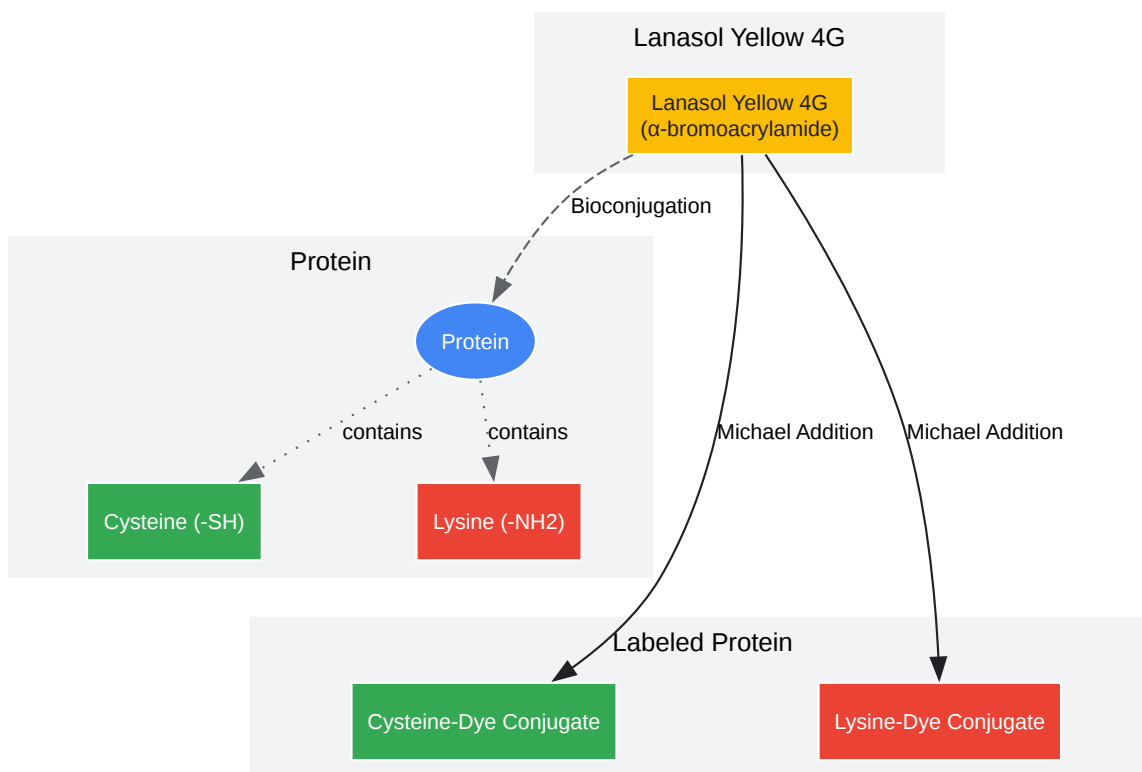 Lanasol Yellow 4G
Lanasol Yellow 4G
(α-bromoacrylamide)
Bioconjugation
Protein
Protein
contains
contains
Michael Addition
Michael Addition
Cysteine (-SH)
Lysine (-NH2)
Labeled Protein
Cysteine-Dye Conjugate
Lysine-Dye Conjugate